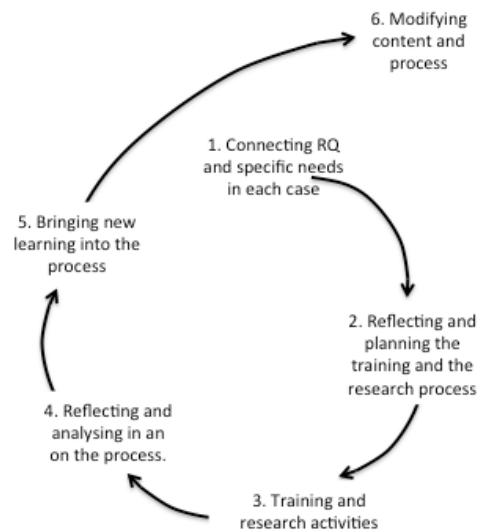 6. Modifying
content and
process
1. Connecting RQ
and specific needs
in each case
5. Bringing new
learning into the
process
2. Reflecting and
planning the
training and the
research process
4. Reflecting and
analysing in an
on the process.
3. Training and
research activities